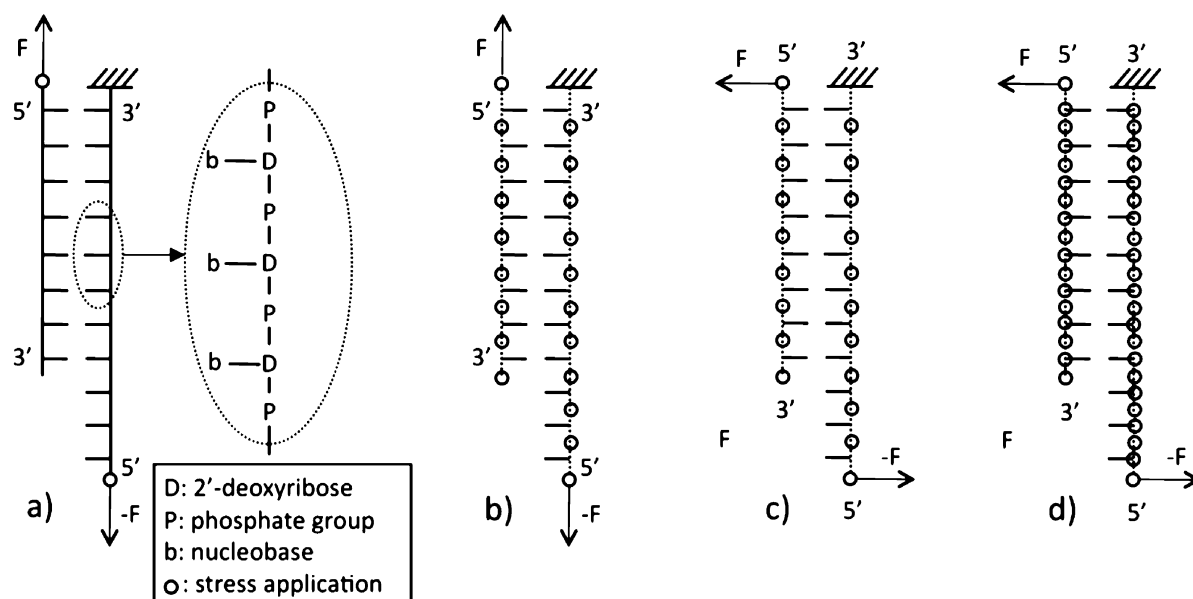 F
5′ 3′
3′
5′
-F
a)
P
b D
P
b D
P
b D
P
D: 2′-deoxyribose
P: phosphate group
b: nucleobase
: stress application
F
5′ 3′
3′
5′
-F
b)
F 5′ 3′
3′
F
-F
5′
c)
F 5′ 3′
3′
F
-F
5′
d)